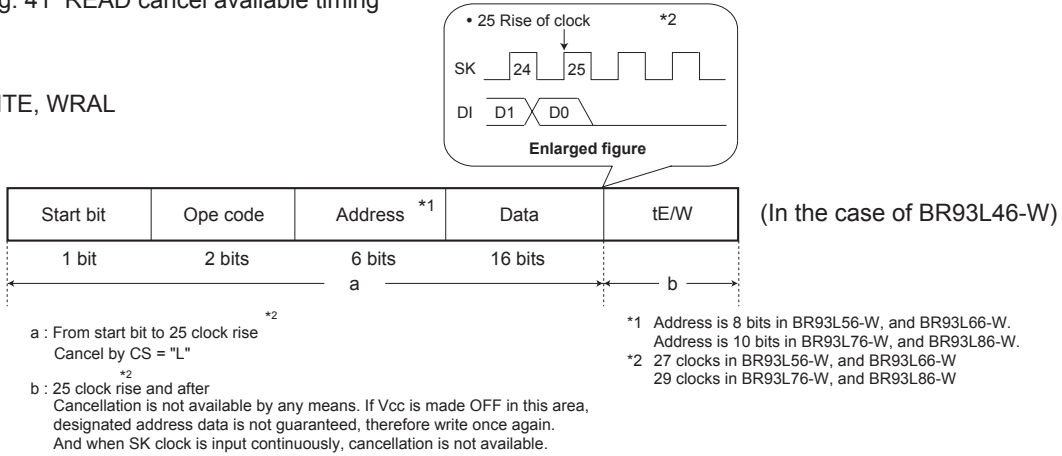 g. 41 READ cancel available timing
• 25 Rise of clock *2
SK 24 25
DI D1 D0
Enlarged figure
ITE, WRAL
Start bit Ope code Address *1 Data tE/W (In the case of BR93L46-W)
1 bit 2 bits 6 bits 16 bits
a b
a : From start bit to 25 clock rise *2
Cancel by CS = "L"
b : 25 clock rise and after *2
Cancellation is not available by any means. If Vcc is made OFF in this area,
designated address data is not guaranteed, therefore write once again.
And when SK clock is input continuously, cancellation is not available.
*1 Address is 8 bits in BR93L56-W, and BR93L66-W.
Address is 10 bits in BR93L76-W, and BR93L86-W.
*2 27 clocks in BR93L56-W, and BR93L66-W
29 clocks in BR93L76-W, and BR93L86-W